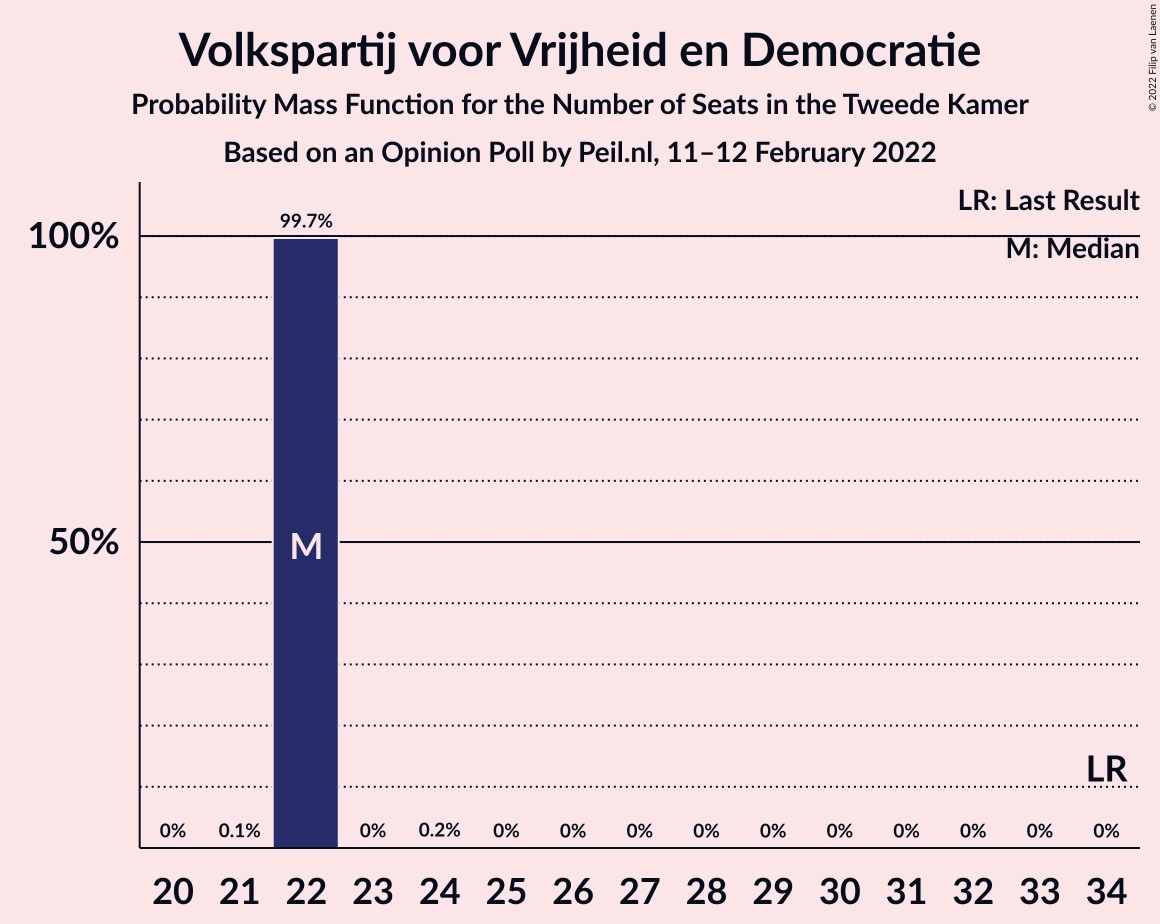 Volkspartij voor Vrijheid en Democratie
Probability Mass Function for the Number of Seats in the Tweede Kamer
Based on an Opinion Poll by Peil.nl, 11–12 February 2022
© 2022 Filip van Laenen
LR: Last Result
M: Median
100%
50%
99.7%
M
LR
0% 0.1% 0% 0.2% 0% 0% 0% 0% 0% 0% 0% 0% 0% 0%
20 21 22 23 24 25 26 27 28 29 30 31 32 33 34